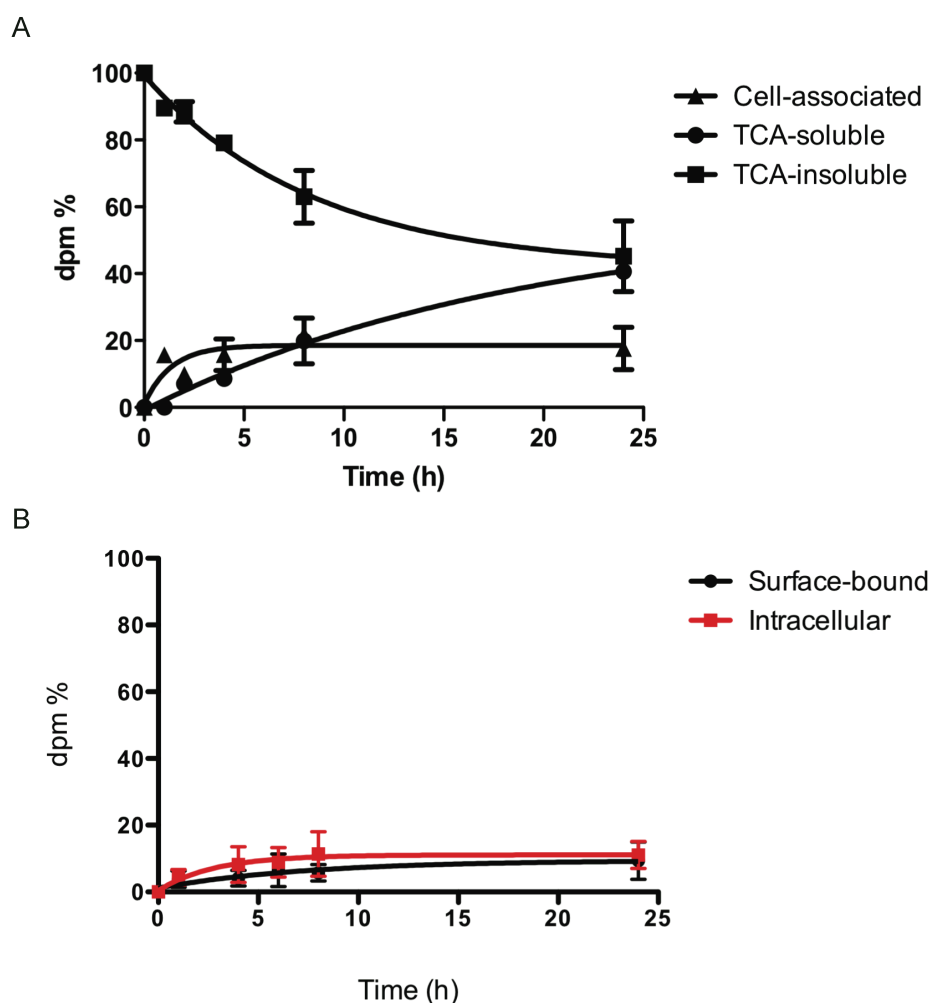 A
100
80
60
40
20
0
dpm %
0 5 10 15 20 25
Time (h)
Cell-associated
TCA-soluble
TCA-insoluble
B
100
80
60
40
20
0
dpm %
0 5 10 15 20 25
Time (h)
Surface-bound
Intracellular